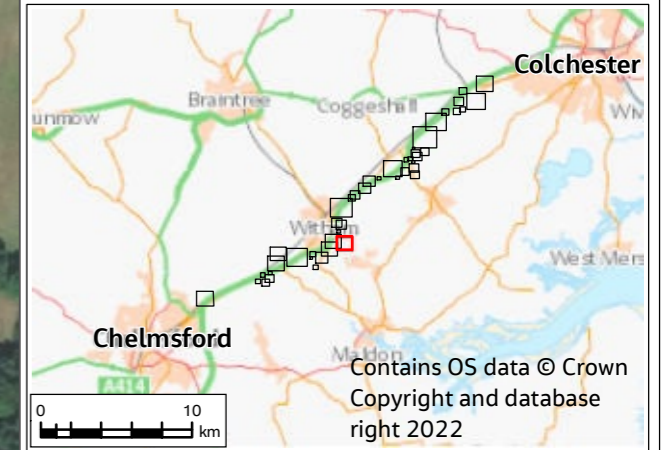 Colchester
Braintree
Coggeshall
unmow
Witham
West Mers
Chelmsford
Maldon
A414
Contains OS data © Crown
Copyright and database
right 2022
0 10
km